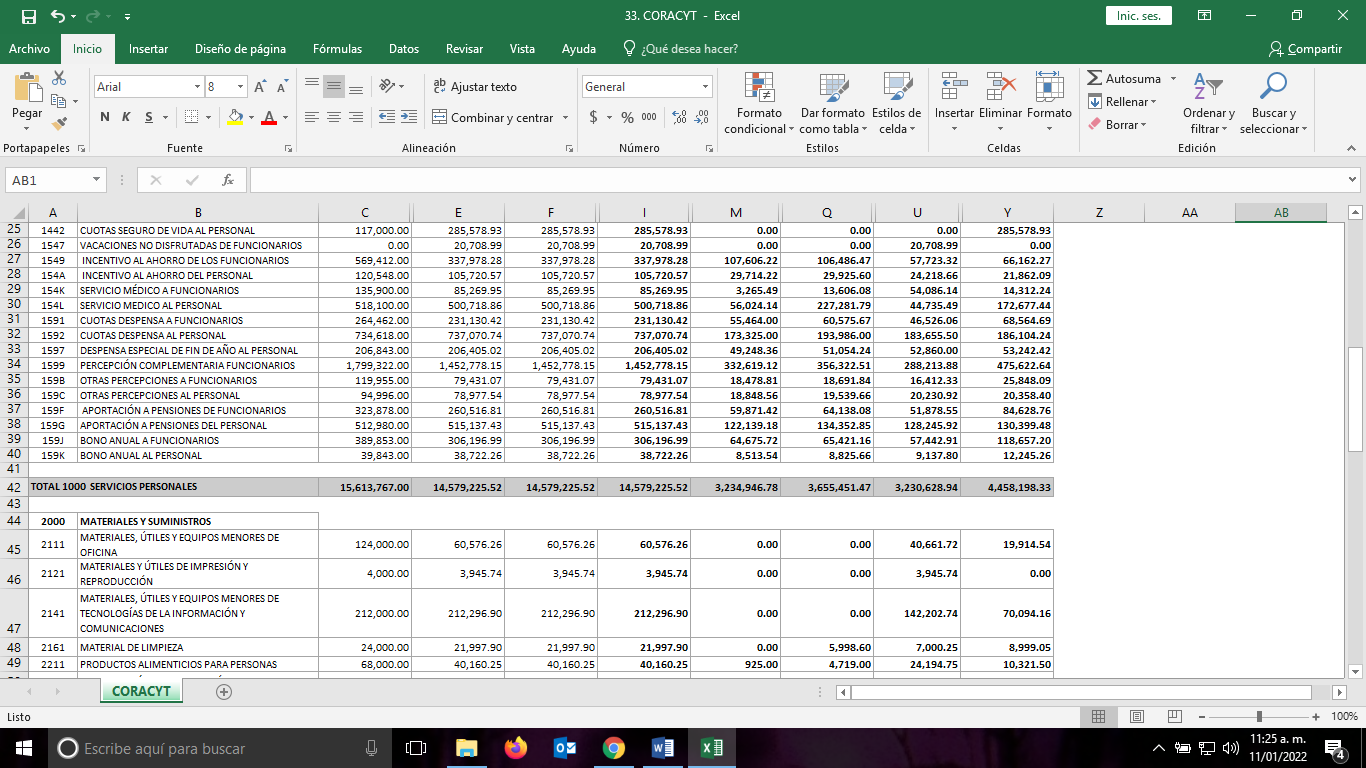 33. CORACYT - Excel
Inic. ses.
Archivo Inicio Insertar Diseño de página Fórmulas Datos Revisar Vista Ayuda ¿Qué desea hacer? Compartir
Arial 8 Ajustar texto General Autosuma
Pegar N K S Combinar y centrar $ % 000 Formato condicional Dar formato como tabla Estilos de celda Insertar Eliminar Formato Rellenar Borrar Ordenar y filtrar Buscar y seleccionar
Portapapeles Fuente Alineación Número Estilos Celdas Edición
AB1 fx
A B C E F I M Q U Y Z AA AB
25 1442 CUOTAS SEGURO DE VIDA AL PERSONAL 117,000.00 285,578.93 285,578.93 285,578.93 0.00 0.00 0.00 285,578.93
26 1547 VACACIONES NO DISFRUTADAS DE FUNCIONARIOS 0.00 20,708.99 20,708.99 20,708.99 0.00 0.00 20,708.99 0.00
27 1549 INCENTIVO AL AHORRO DE LOS FUNCIONARIOS 569,412.00 337,978.28 337,978.28 337,978.28 107,606.22 106,486.47 57,723.32 66,162.27
28 154A INCENTIVO AL AHORRO DEL PERSONAL 120,548.00 105,720.57 105,720.57 105,720.57 29,714.22 29,925.60 24,218.66 21,862.09
29 154K SERVICIO MÉDICO A FUNCIONARIOS 135,900.00 85,269.95 85,269.95 85,269.95 3,265.49 13,606.08 54,086.14 14,312.24
30 154L SERVICIO MEDICO AL PERSONAL 518,100.00 500,718.86 500,718.86 500,718.86 56,024.14 227,281.79 44,735.49 172,677.44
31 1591 CUOTAS DESPENSA A FUNCIONARIOS 264,462.00 231,130.42 231,130.42 231,130.42 55,464.00 60,575.67 46,526.06 68,564.69
32 1592 CUOTAS DESPENSA AL PERSONAL 734,618.00 737,070.74 737,070.74 737,070.74 173,325.00 193,986.00 183,655.50 186,104.24
33 1597 DESPENSA ESPECIAL DE FIN DE AÑO AL PERSONAL 206,843.00 206,405.02 206,405.02 206,405.02 49,248.36 51,054.24 52,860.00 53,242.42
34 1599 PERCEPCIÓN COMPLEMENTARIA FUNCIONARIOS 1,799,322.00 1,452,778.15 1,452,778.15 1,452,778.15 332,619.12 356,322.51 288,213.88 475,622.64
35 159B OTRAS PERCEPCIONES A FUNCIONARIOS 119,955.00 79,431.07 79,431.07 79,431.07 18,478.81 18,691.84 16,412.33 25,848.09
36 159C OTRAS PERCEPCIONES AL PERSONAL 94,996.00 78,977.54 78,977.54 78,977.54 18,848.56 19,539.66 20,230.92 20,358.40
37 159F APORTACIÓN A PENSIONES DE FUNCIONARIOS 323,878.00 260,516.81 260,516.81 260,516.81 59,871.42 64,138.08 51,878.55 84,628.76
38 159G APORTACIÓN A PENSIONES DEL PERSONAL 512,980.00 515,137.43 515,137.43 515,137.43 122,139.18 134,352.85 128,245.92 130,399.48
39 159J BONO ANUAL A FUNCIONARIOS 389,853.00 306,196.99 306,196.99 306,196.99 64,675.72 65,421.16 57,442.91 118,657.20
40 159K BONO ANUAL AL PERSONAL 39,843.00 38,722.26 38,722.26 38,722.26 8,513.54 8,825.66 9,137.80 12,245.26
41
42 TOTAL 1000 SERVICIOS PERSONALES 15,613,767.00 14,579,225.52 14,579,225.52 14,579,225.52 3,234,946.78 3,655,451.47 3,230,628.94 4,458,198.33
43
44 2000 MATERIALES Y SUMINISTROS
45 2111 MATERIALES, ÚTILES Y EQUIPOS MENORES DE OFICINA 124,000.00 60,576.26 60,576.26 60,576.26 0.00 0.00 40,661.72 19,914.54
46 2121 MATERIALES Y ÚTILES DE IMPRESIÓN Y REPRODUCCIÓN 4,000.00 3,945.74 3,945.74 3,945.74 0.00 0.00 3,945.74 0.00
47 2141 MATERIALES, ÚTILES Y EQUIPOS MENORES DE TECNOLOGÍAS DE LA INFORMACIÓN Y COMUNICACIONES 212,000.00 212,296.90 212,296.90 212,296.90 0.00 0.00 142,202.74 70,094.16
48 2161 MATERIAL DE LIMPIEZA 24,000.00 21,997.90 21,997.90 21,997.90 0.00 5,998.60 7,000.25 8,999.05
49 2211 PRODUCTOS ALIMENTICIOS PARA PERSONAS 68,000.00 40,160.25 40,160.25 40,160.25 925.00 4,719.00 24,194.75 10,321.50
CORACYT
Listo 100%
Escribe aquí para buscar
11:25 a. m.
11/01/2022
4